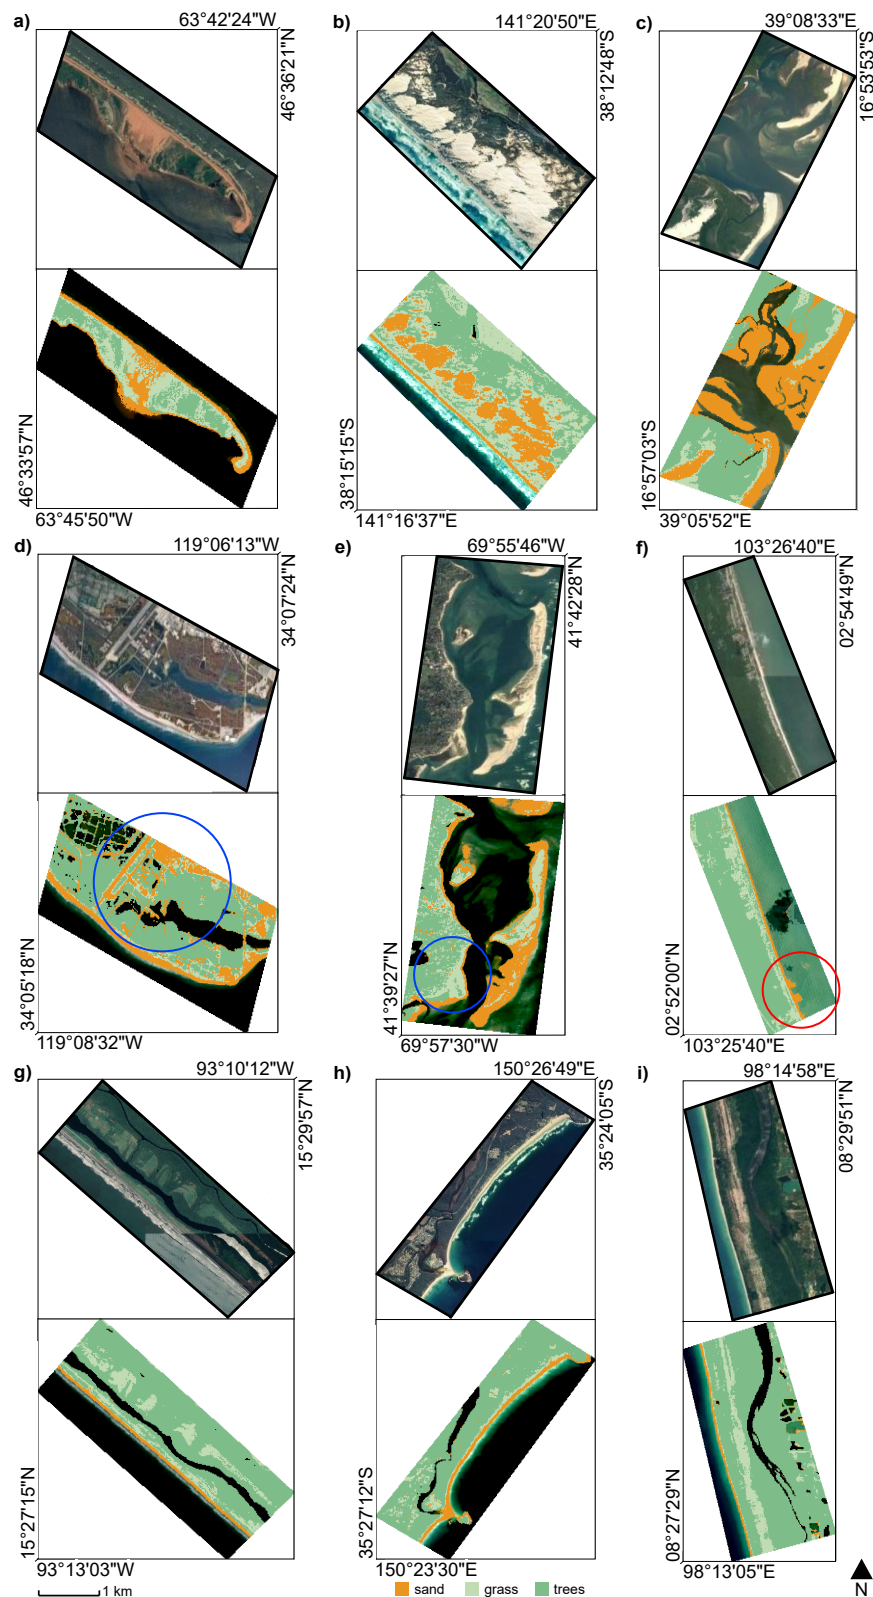 a) 63°42'24"W
46°36'21"N
46°33'57"N
63°45'50"W
b) 141°20'50"E
38°12'48"S
38°15'15"S
141°16'37"E
c) 39°08'33"E
16°53'53"S
16°57'03"S
39°05'52"E
d) 119°06'13"W
34°07'24"N
34°05'18"N
119°08'32"W
e) 69°55'46"W
41°42'28"N
41°39'27"N
69°57'30"W
f) 103°26'40"E
02°54'49"N
02°52'00"N
103°25'40"E
g) 93°10'12"W
15°29'57"N
15°27'15"N
93°13'03"W
h) 150°26'49"E
35°24'05"S
35°27'12"S
150°23'30"E
i) 98°14'58"E
08°29'51"N
08°27'29"N
98°13'05"E
1 km
sand grass trees
N